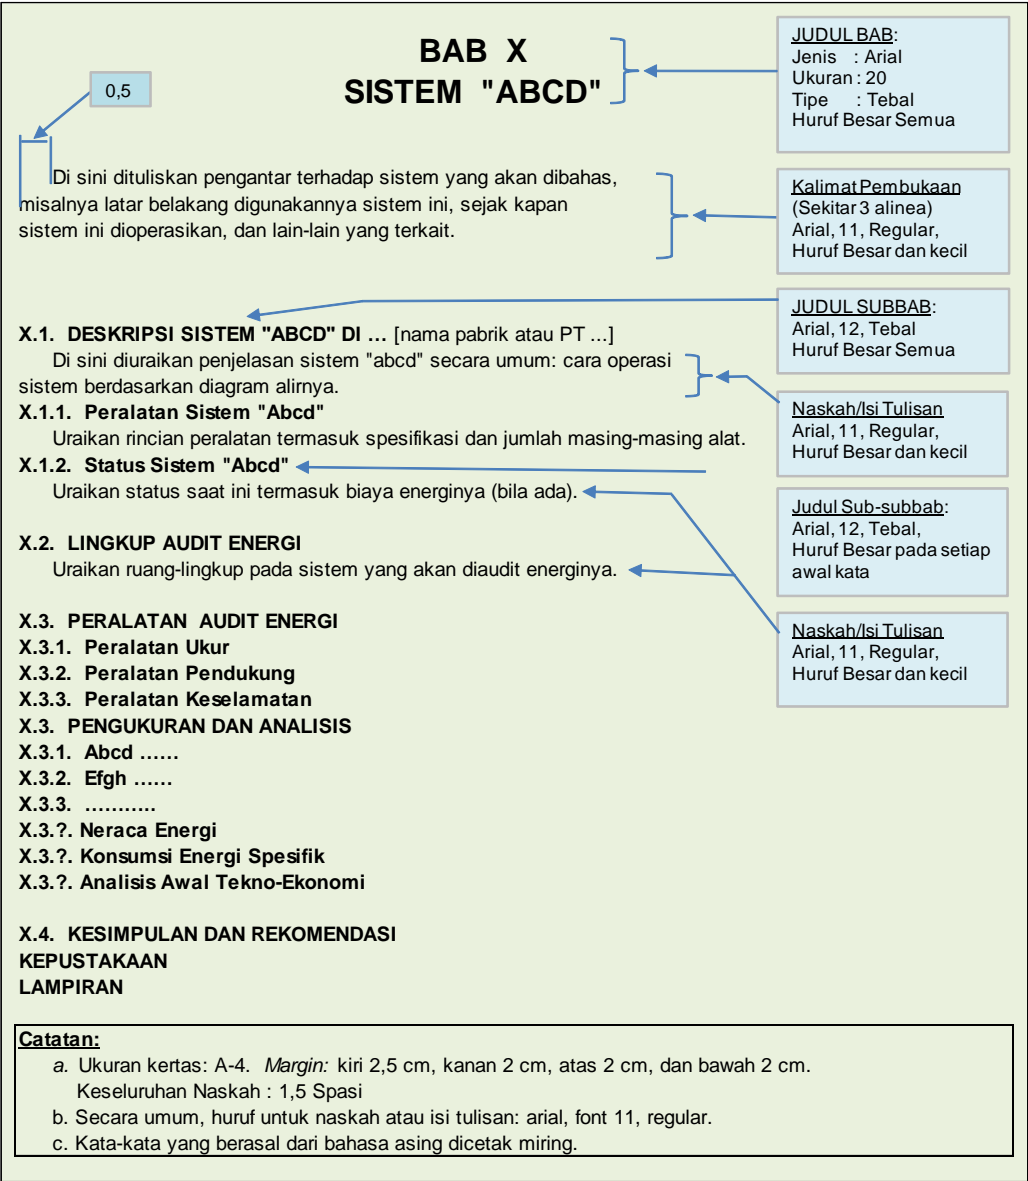 BAB X
SISTEM "ABCD"
0,5
JUDUL BAB:
Jenis : Arial
Ukuran : 20
Tipe : Tebal
Huruf Besar Semua
Di sini dituliskan pengantar terhadap sistem yang akan dibahas,
misalnya latar belakang digunakannya sistem ini, sejak kapan
sistem ini dioperasikan, dan lain-lain yang terkait.
Kalimat Pembukaan
(Sekitar 3 alinea)
Arial, 11, Regular,
Huruf Besar dan kecil
JUDUL SUBBAB:
Arial, 12, Tebal
Huruf Besar Semua
X.1. DESKRIPSI SISTEM "ABCD" DI … [nama pabrik atau PT ...]
Di sini diuraikan penjelasan sistem "abcd" secara umum: cara operasi
sistem berdasarkan diagram alirnya.
X.1.1. Peralatan Sistem "Abcd"
Uraikan rincian peralatan termasuk spesifikasi dan jumlah masing-masing alat.
X.1.2. Status Sistem "Abcd"
Uraikan status saat ini termasuk biaya energinya (bila ada).
Naskah/Isi Tulisan
Arial, 11, Regular,
Huruf Besar dan kecil
Judul Sub-subbab:
Arial, 12, Tebal,
Huruf Besar pada setiap
awal kata
X.2. LINGKUP AUDIT ENERGI
Uraikan ruang-lingkup pada sistem yang akan diaudit energinya.
Naskah/Isi Tulisan
Arial, 11, Regular,
Huruf Besar dan kecil
X.3. PERALATAN AUDIT ENERGI
X.3.1. Peralatan Ukur
X.3.2. Peralatan Pendukung
X.3.3. Peralatan Keselamatan
X.3. PENGUKURAN DAN ANALISIS
X.3.1. Abcd ……
X.3.2. Efgh ……
X.3.3. ………..
X.3.?. Neraca Energi
X.3.?. Konsumsi Energi Spesifik
X.3.?. Analisis Awal Tekno-Ekonomi
X.4. KESIMPULAN DAN REKOMENDASI
KEPUSTAKAAN
LAMPIRAN
Catatan:
a. Ukuran kertas: A-4. Margin: kiri 2,5 cm, kanan 2 cm, atas 2 cm, dan bawah 2 cm.
Keseluruhan Naskah : 1,5 Spasi
b. Secara umum, huruf untuk naskah atau isi tulisan: arial, font 11, regular.
c. Kata-kata yang berasal dari bahasa asing dicetak miring.